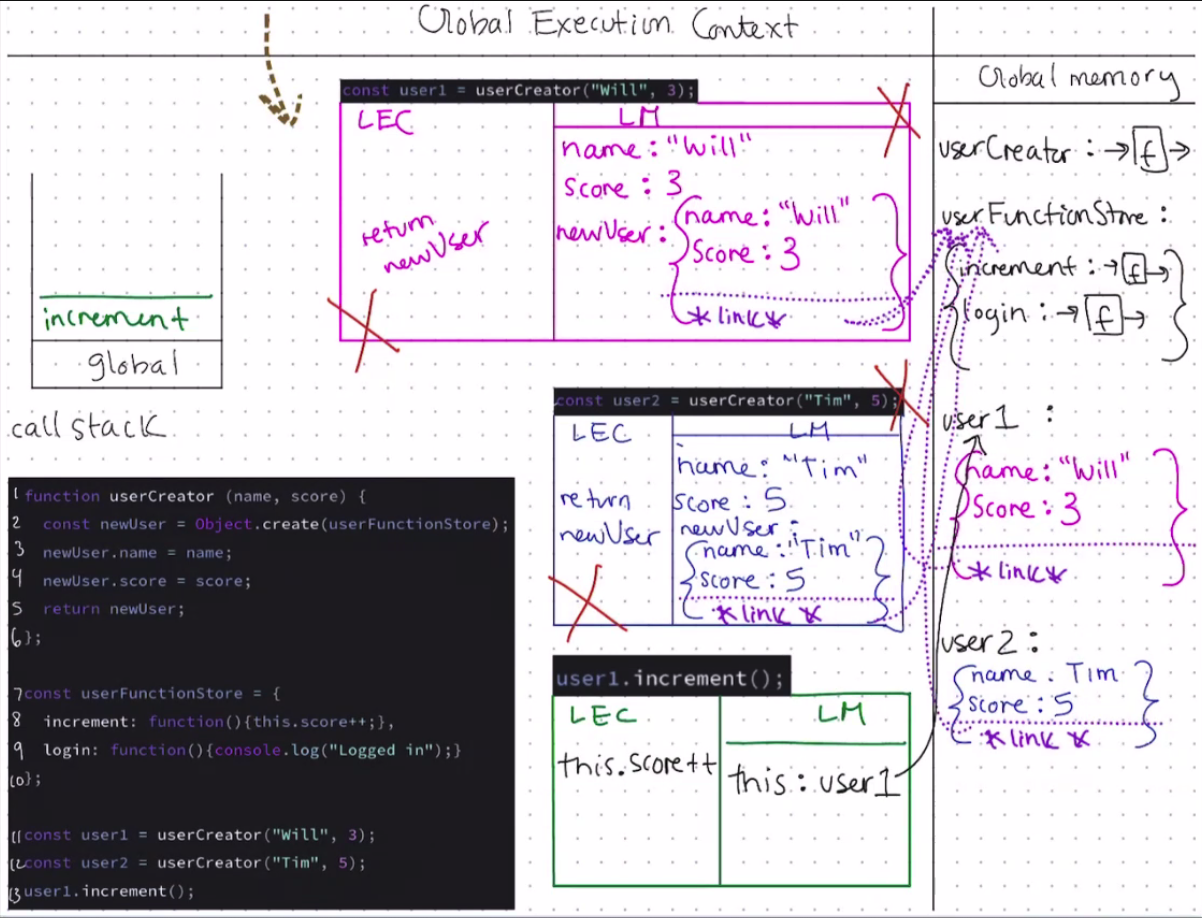 Global Execution Context
Global memory
const user1 = userCreator("Will", 3);
LEC
LM
name: "Will"
score : 3
newUser : {name: "Will"
Score : 3
}
*link*
return
newUser
userCreator : →[f]→
userFunctionStore :
{increment : →[f]→
login : →[f]→
}
increment
global
call stack
const user2 = userCreator("Tim", 5);
LEC
LM
name: "Tim"
score : 5
newUser :
{name : "Tim"
score : 5
}
*link*
return
newUser
user1 :
{name: "Will"
Score : 3
}
*link*
user2 :
{name . Tim
score : 5
}
*link*
user1.increment();
LEC
LM
this.score++
this : user1
1 function userCreator (name, score) {
2 const newUser = Object.create(userFunctionStore);
3 newUser.name = name;
4 newUser.score = score;
5 return newUser;
6 };
7 const userFunctionStore = {
8 increment: function(){this.score++;},
9 login: function(){console.log("Logged in");}
10 };
11 const user1 = userCreator("Will", 3);
12 const user2 = userCreator("Tim", 5);
13 user1.increment();